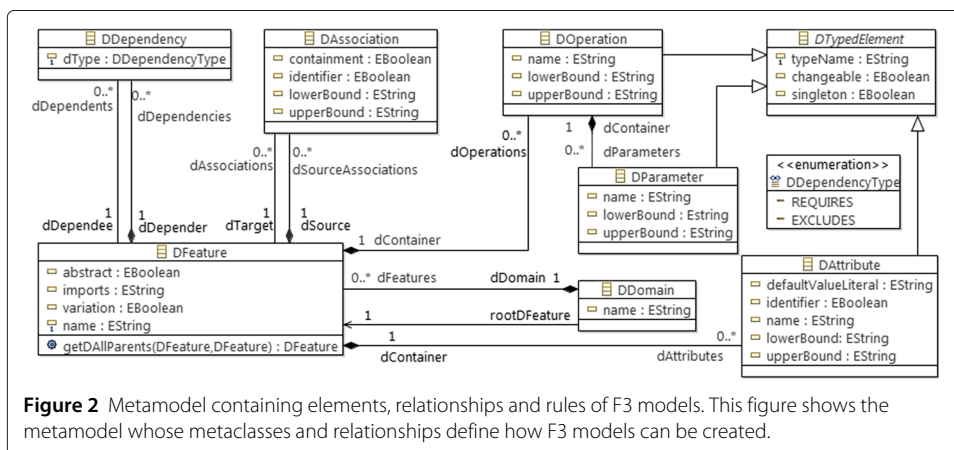 DDependency
dType : DDependencyType
DAssociation
containment : EBoolean
identifier : EBoolean
lowerBound : EString
upperBound : EString
DOperation
name : EString
lowerBound : EString
upperBound : EString
DTypedElement
typeName : EString
changeable : EBoolean
singleton : EBoolean
0..*
dDependents
0..*
dDependencies
0..*
dAssociations
0..*
dSourceAssociations
0..*
dOperations
1
dContainer
0..*
dParameters
DParameter
name : EString
lowerBound : EString
upperBound : EString
<<enumeration>>
DDependencyType
REQUIRES
EXCLUDES
1
dDependee
1
dDepender
1
dTarget
1
dSource
DFeature
abstract : EBoolean
imports : EString
variation : EBoolean
name : EString
getDAllParents(DFeature,DFeature) : DFeature
1 dContainer
0..* dFeatures
dDomain 1
DDomain
name : EString
1
rootDFeature
1
dContainer
0..*
dAttributes
DAttribute
defaultValueLiteral : EString
identifier : EBoolean
name : EString
lowerBound: EString
upperBound : EString
Figure 2 Metamodel containing elements, relationships and rules of F3 models. This figure shows the
metamodel whose metaclasses and relationships define how F3 models can be created.